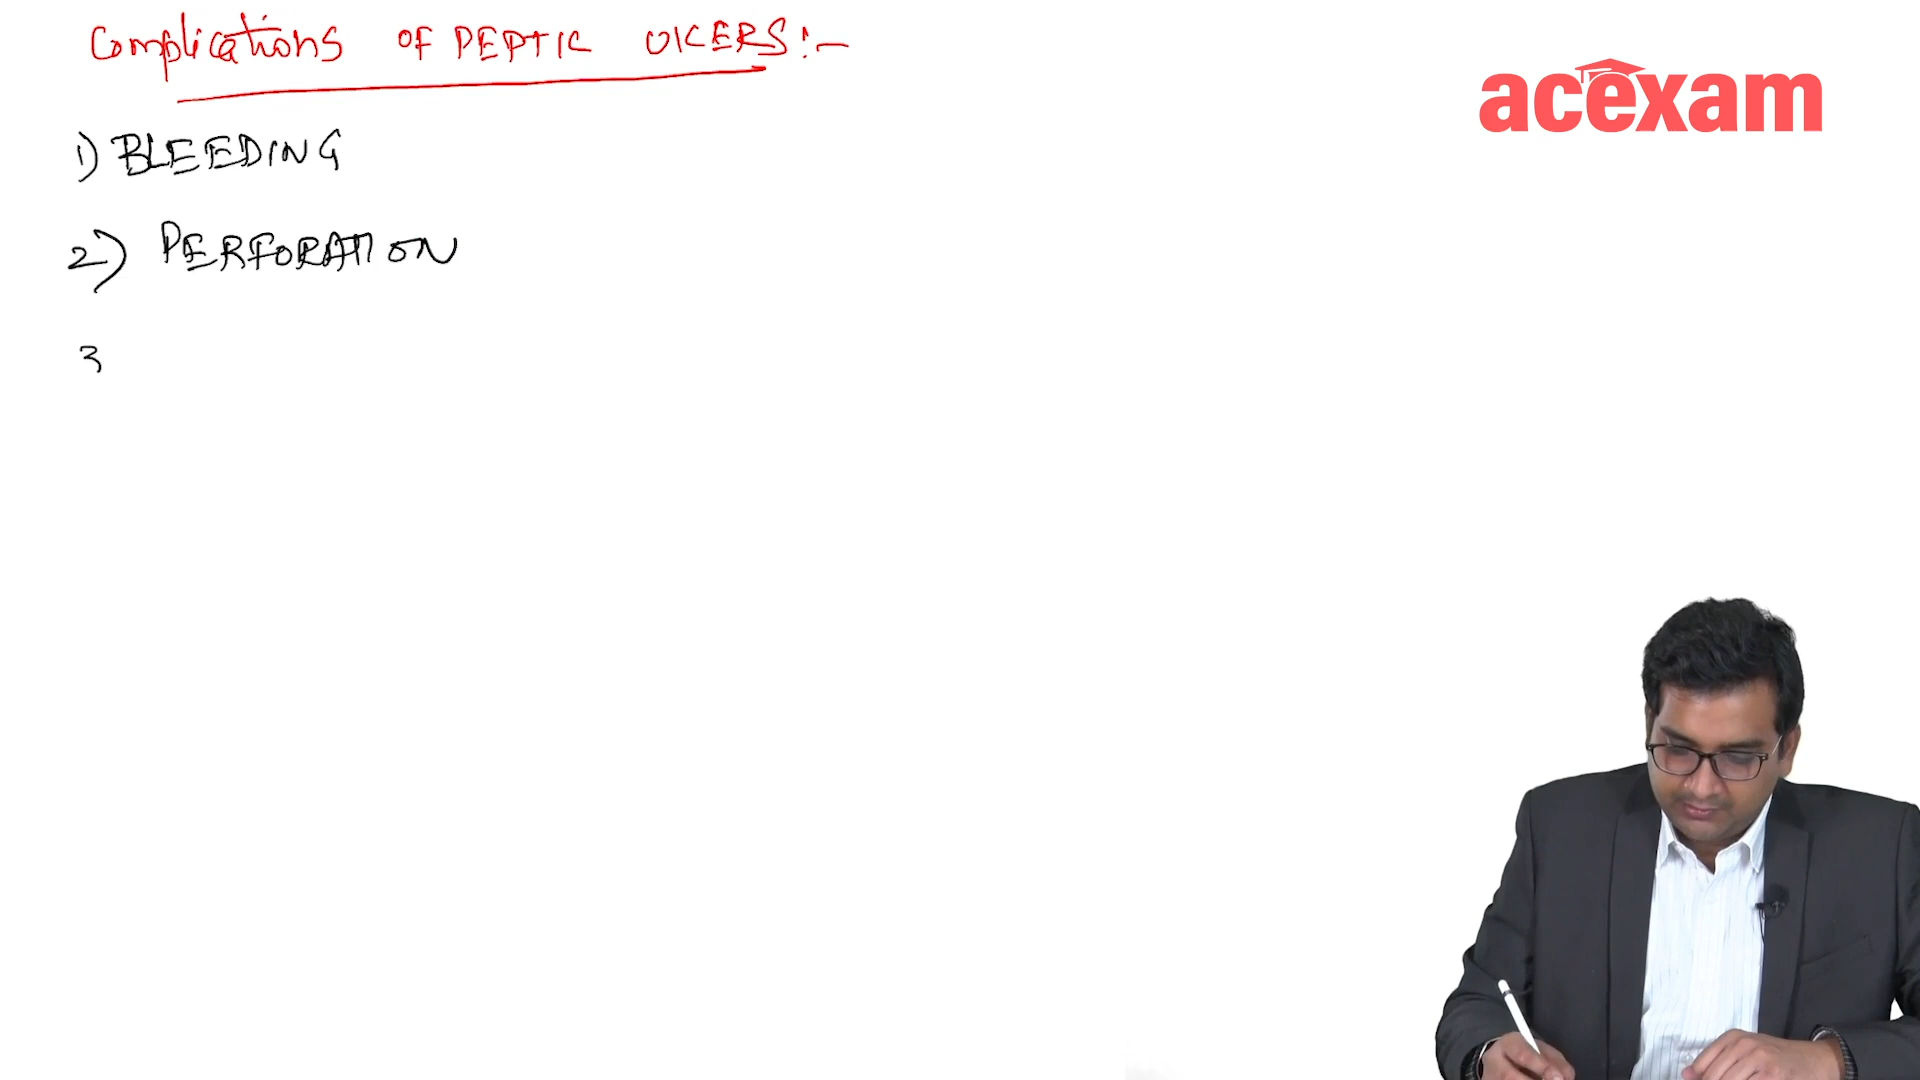 Complications OF PEPTIC ULCERS:-
acexam
1) BLEEDING
2) PERFORATION
3